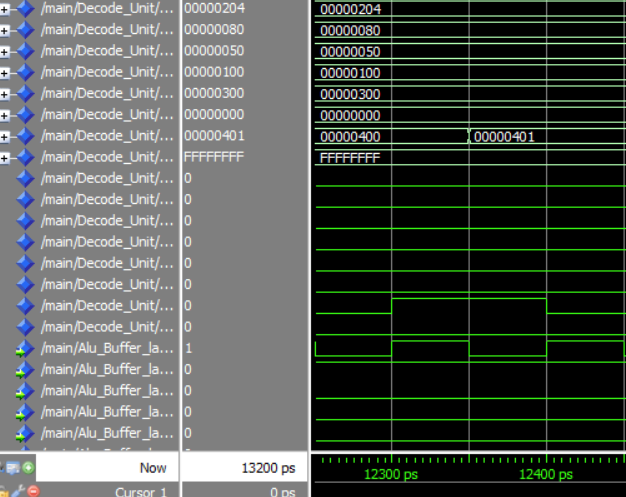 /main/Decode_Unit/... 00000204 00000204
/main/Decode_Unit/... 00000080 00000080
/main/Decode_Unit/... 00000050 00000050
/main/Decode_Unit/... 00000100 00000100
/main/Decode_Unit/... 00000300 00000300
/main/Decode_Unit/... 00000000 00000000
/main/Decode_Unit/... 00000401 00000400 00000401
/main/Decode_Unit/... FFFFFFFF FFFFFFFF
/main/Decode_Unit/... 0
/main/Decode_Unit/... 0
/main/Decode_Unit/... 0
/main/Decode_Unit/... 0
/main/Decode_Unit/... 0
/main/Decode_Unit/... 0
/main/Decode_Unit/... 0
/main/Decode_Unit/... 0
/main/Alu_Buffer_la... 1
/main/Alu_Buffer_la... 0
/main/Alu_Buffer_la... 0
/main/Alu_Buffer_la... 0
/main/Alu_Buffer_la... 0
Now 13200 ps 12300 ps 12400 ps
Cursor 1 0 ps